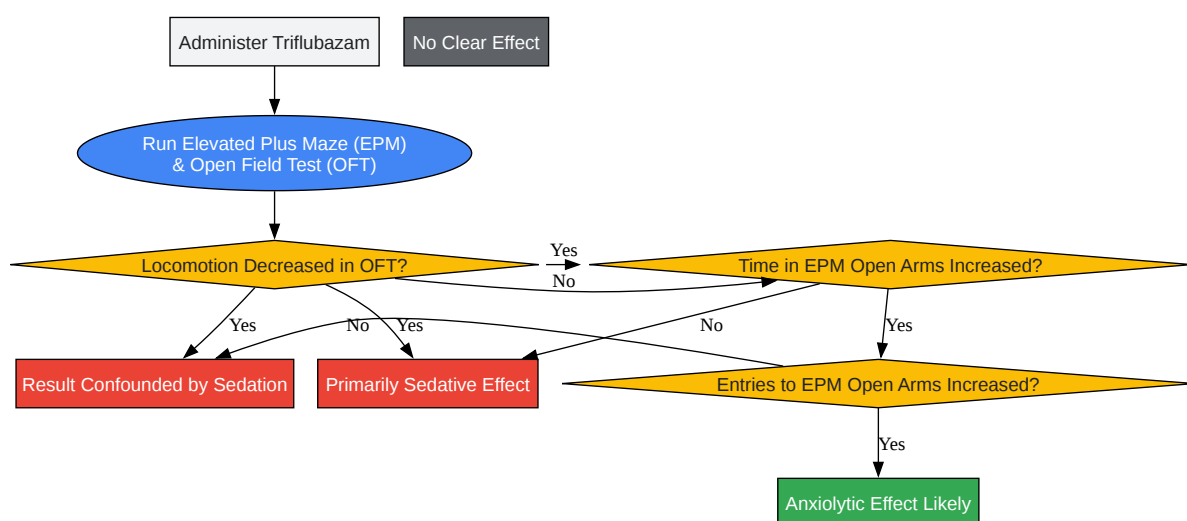 Administer Triflubazam
No Clear Effect
Run Elevated Plus Maze (EPM)
& Open Field Test (OFT)
Locomotion Decreased in OFT?
Yes
No
Time in EPM Open Arms Increased?
Yes
No
Yes
No
Yes
Result Confounded by Sedation
Primarily Sedative Effect
Entries to EPM Open Arms Increased?
Yes
Anxiolytic Effect Likely